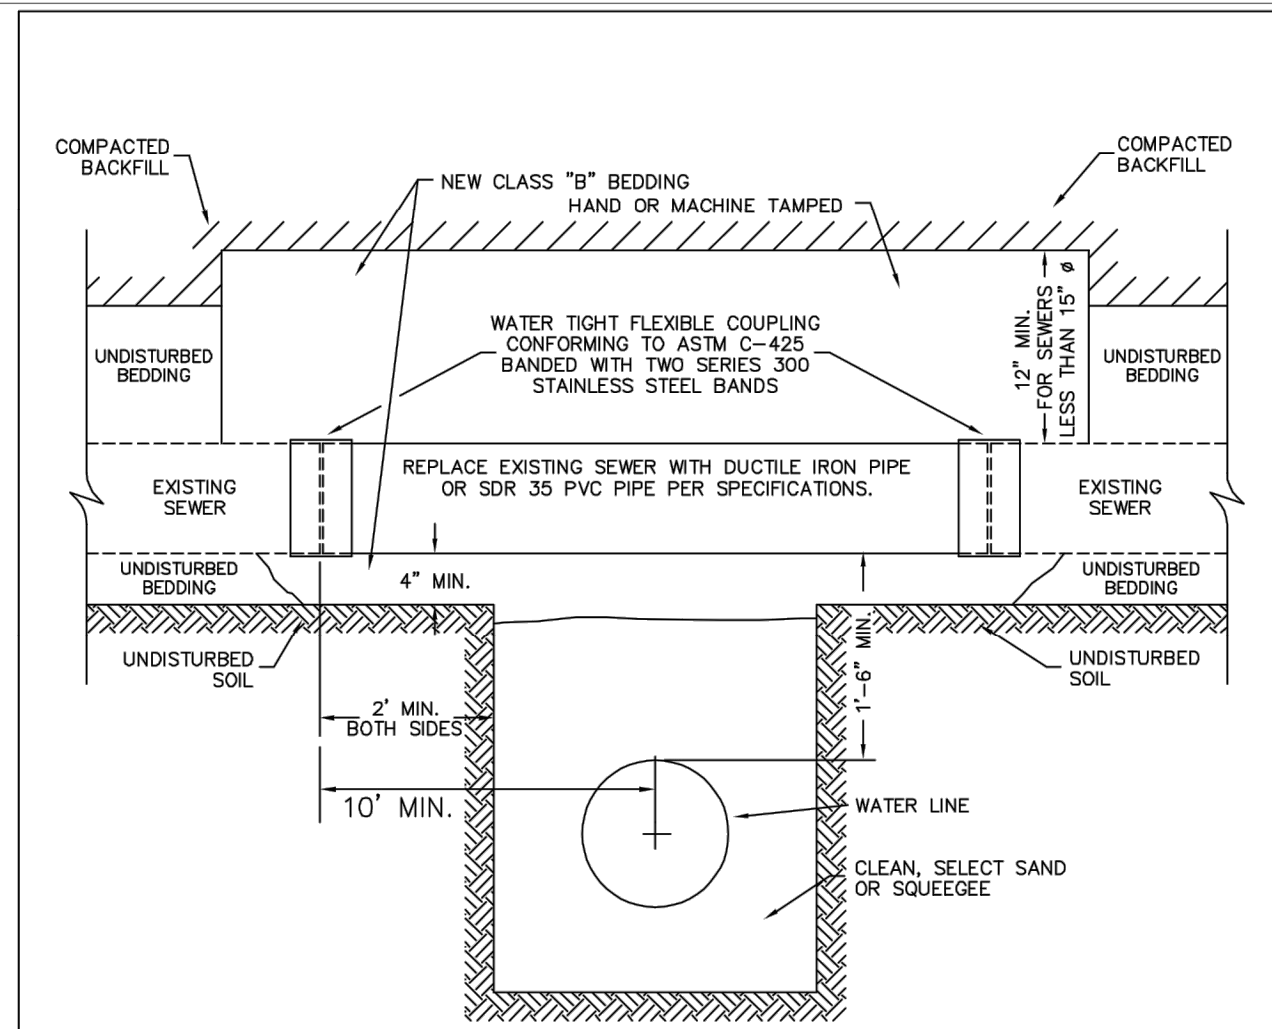 COMPACTED
BACKFILL
COMPACTED
BACKFILL
NEW CLASS "B" BEDDING
HAND OR MACHINE TAMPED
12" MIN.
FOR SEWERS
LESS THAN 15" ø
WATER TIGHT FLEXIBLE COUPLING
CONFORMING TO ASTM C-425
BANDED WITH TWO SERIES 300
STAINLESS STEEL BANDS
UNDISTURBED
BEDDING
UNDISTURBED
BEDDING
EXISTING
SEWER
REPLACE EXISTING SEWER WITH DUCTILE IRON PIPE
OR SDR 35 PVC PIPE PER SPECIFICATIONS.
EXISTING
SEWER
UNDISTURBED
BEDDING
4" MIN.
UNDISTURBED
BEDDING
1'-6" MIN.
UNDISTURBED
SOIL
UNDISTURBED
SOIL
2' MIN.
BOTH SIDES
10' MIN.
WATER LINE
CLEAN, SELECT SAND
OR SQUEEGEE